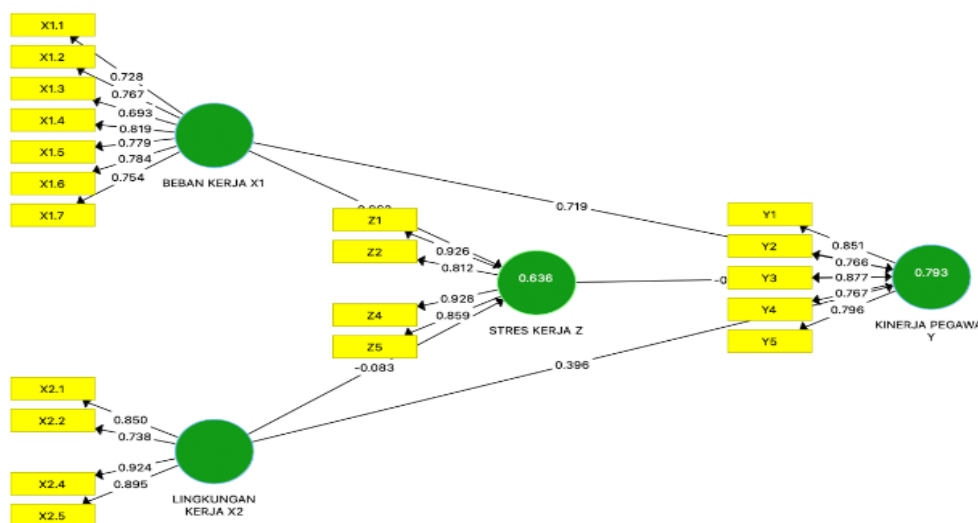 X1.1
X1.2
X1.3
X1.4
X1.5
X1.6
X1.7
0.728
0.767
0.693
0.819
0.779
0.784
0.754
BEBAN KERJA X1
0.719
Z1
Z2
Z4
Z5
0.926
0.812
0.928
0.859
0.636
STRES KERJA Z
-0.083
Y1
Y2
Y3
Y4
Y5
0.851
0.766
0.877
0.767
0.796
0.793
KINERJA PEGAWA
Y
0.396
X2.1
X2.2
X2.4
X2.5
0.850
0.738
0.924
0.895
LINGKUNGAN
KERJA X2